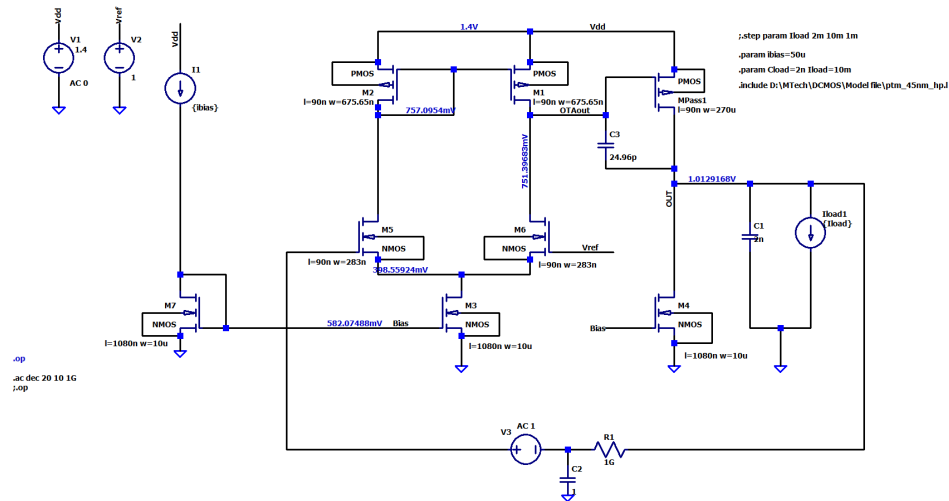 Vdd
Vref
V1
1.4
AC 0
V2
1
Vdd
I1
{ibias}
1.4V
Vdd
PMOS
M2
l=90n w=675.65n
757.0954mV
PMOS
M1
l=90n w=675.65n
OTAout
751.39683mV
PMOS
MPass1
l=90n w=270u
C3
24.96p
;.step param Iload 2m 10m 1m
.param ibias=50u
.param Cload=2n Iload=10m
.include D:\MTech\DCMOS\Model file\ptm_45nm_hp.l
1.0129168V
OUT
C1
2n
Iload1
{Iload}
M5
NMOS
l=90n w=283n
398.55924mV
M6
NMOS
l=90n w=283n
Vref
M7
NMOS
l=1080n w=10u
582.07488mV
Bias
M3
NMOS
l=1080n w=10u
Bias
M4
NMOS
l=1080n w=10u
.op
.ac dec 20 10 1G
;.op
V3
AC 1
R1
1G
C2
1